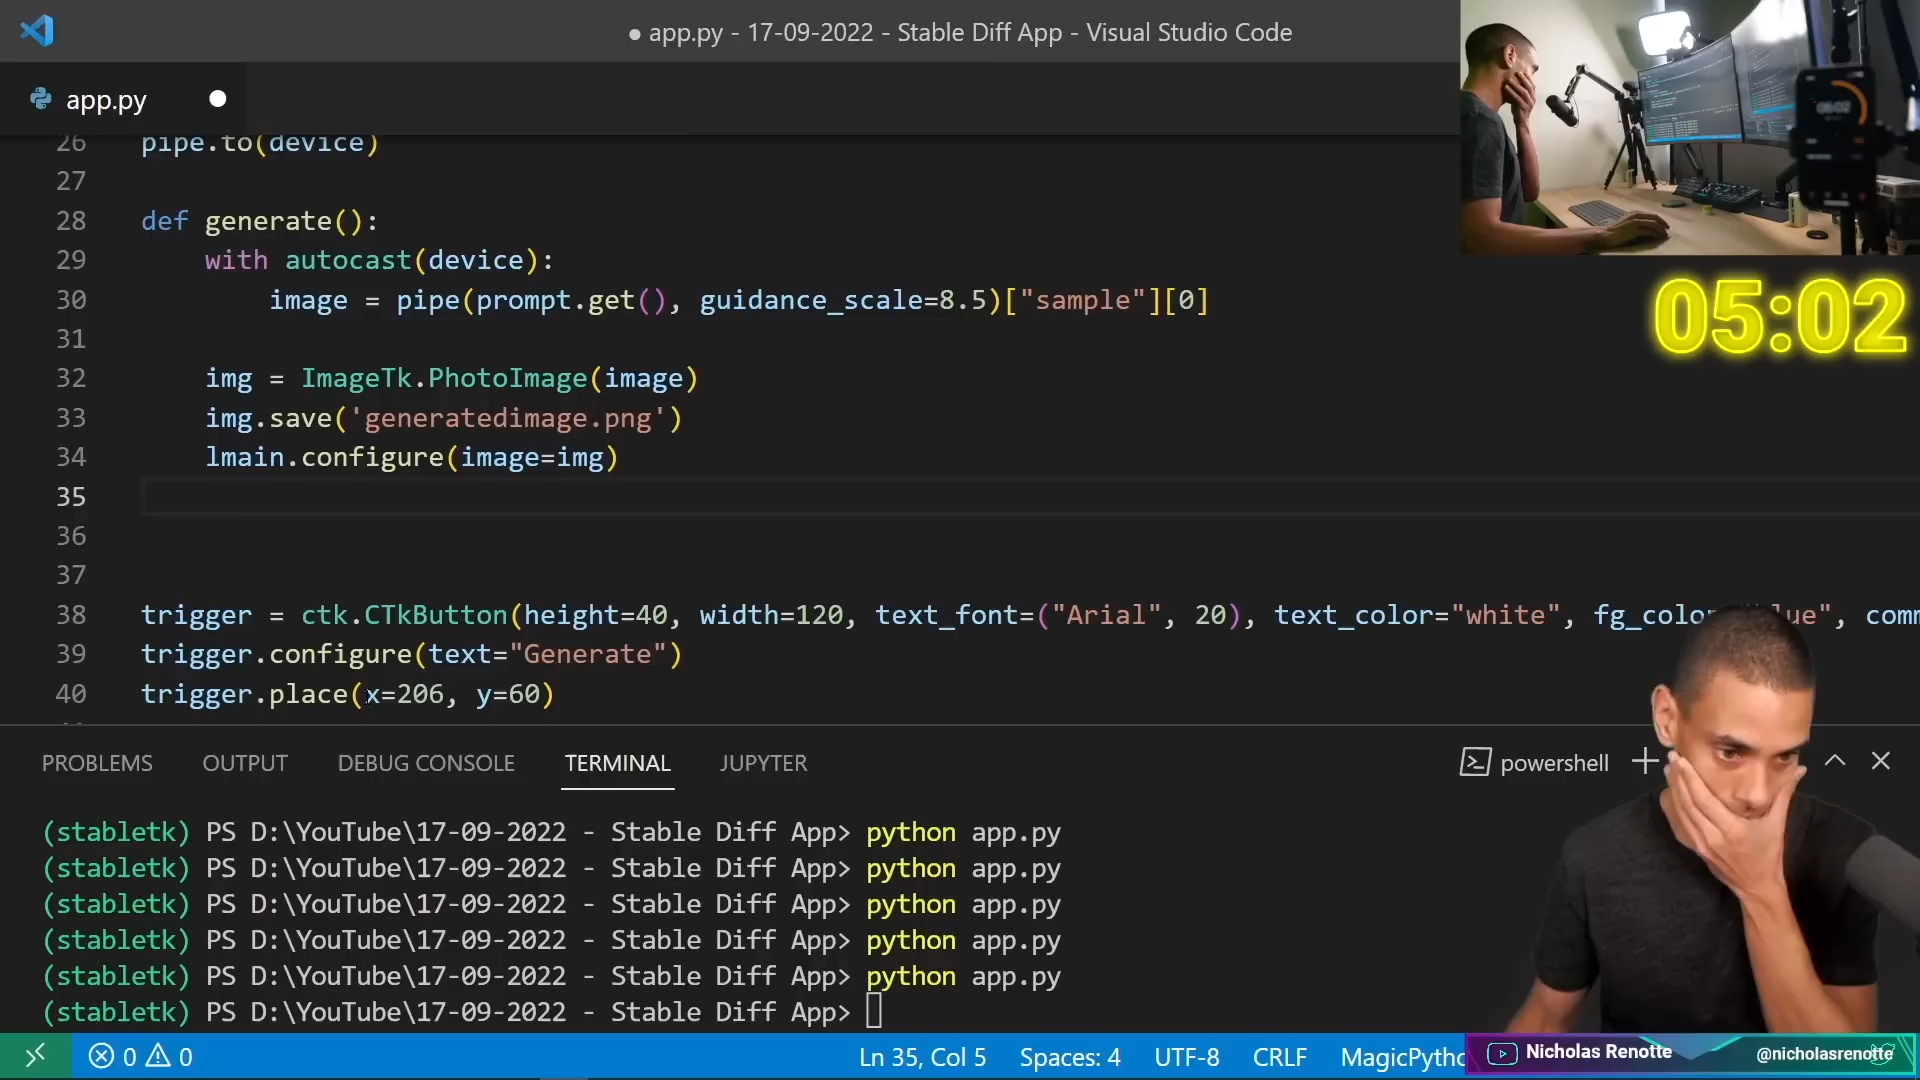 app.py - 17-09-2022 - Stable Diff App - Visual Studio Code
app.py
26 pipe.to(device)
27
28 def generate():
29 with autocast(device):
30 image = pipe(prompt.get(), guidance_scale=8.5)["sample"][0]
31
32 img = ImageTk.PhotoImage(image)
33 img.save('generatedimage.png')
34 lmain.configure(image=img)
35
36
37
38 trigger = ctk.CTkButton(height=40, width=120, text_font=("Arial", 20), text_color="white", fg_colo ue", comm
39 trigger.configure(text="Generate")
40 trigger.place(x=206, y=60)
05:02
PROBLEMS OUTPUT DEBUG CONSOLE TERMINAL JUPYTER powershell
(stabletk) PS D:\YouTube\17-09-2022 - Stable Diff App> python app.py
(stabletk) PS D:\YouTube\17-09-2022 - Stable Diff App> python app.py
(stabletk) PS D:\YouTube\17-09-2022 - Stable Diff App> python app.py
(stabletk) PS D:\YouTube\17-09-2022 - Stable Diff App> python app.py
(stabletk) PS D:\YouTube\17-09-2022 - Stable Diff App> python app.py
(stabletk) PS D:\YouTube\17-09-2022 - Stable Diff App>
0 0 Ln 35, Col 5 Spaces: 4 UTF-8 CRLF MagicPytho
Nicholas Renotte @nicholasrenotte